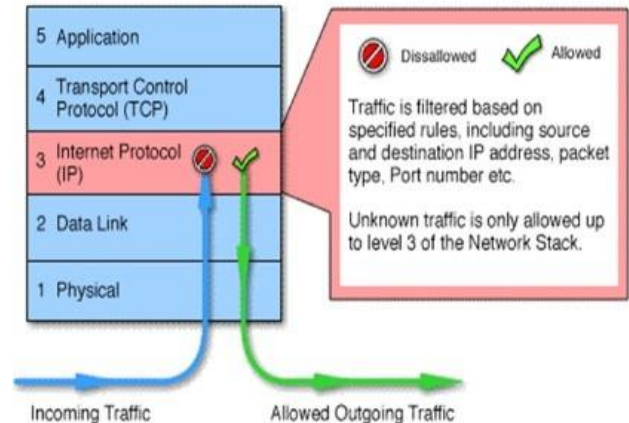 5 Application
4 Transport Control
Protocol (TCP)
3 Internet Protocol
(IP)
2 Data Link
1 Physical
Incoming Traffic
Allowed Outgoing Traffic
Dissallowed
Allowed
Traffic is filtered based on
specified rules, including source
and destination IP address, packet
type, Port number etc.
Unknown traffic is only allowed up
to level 3 of the Network Stack.